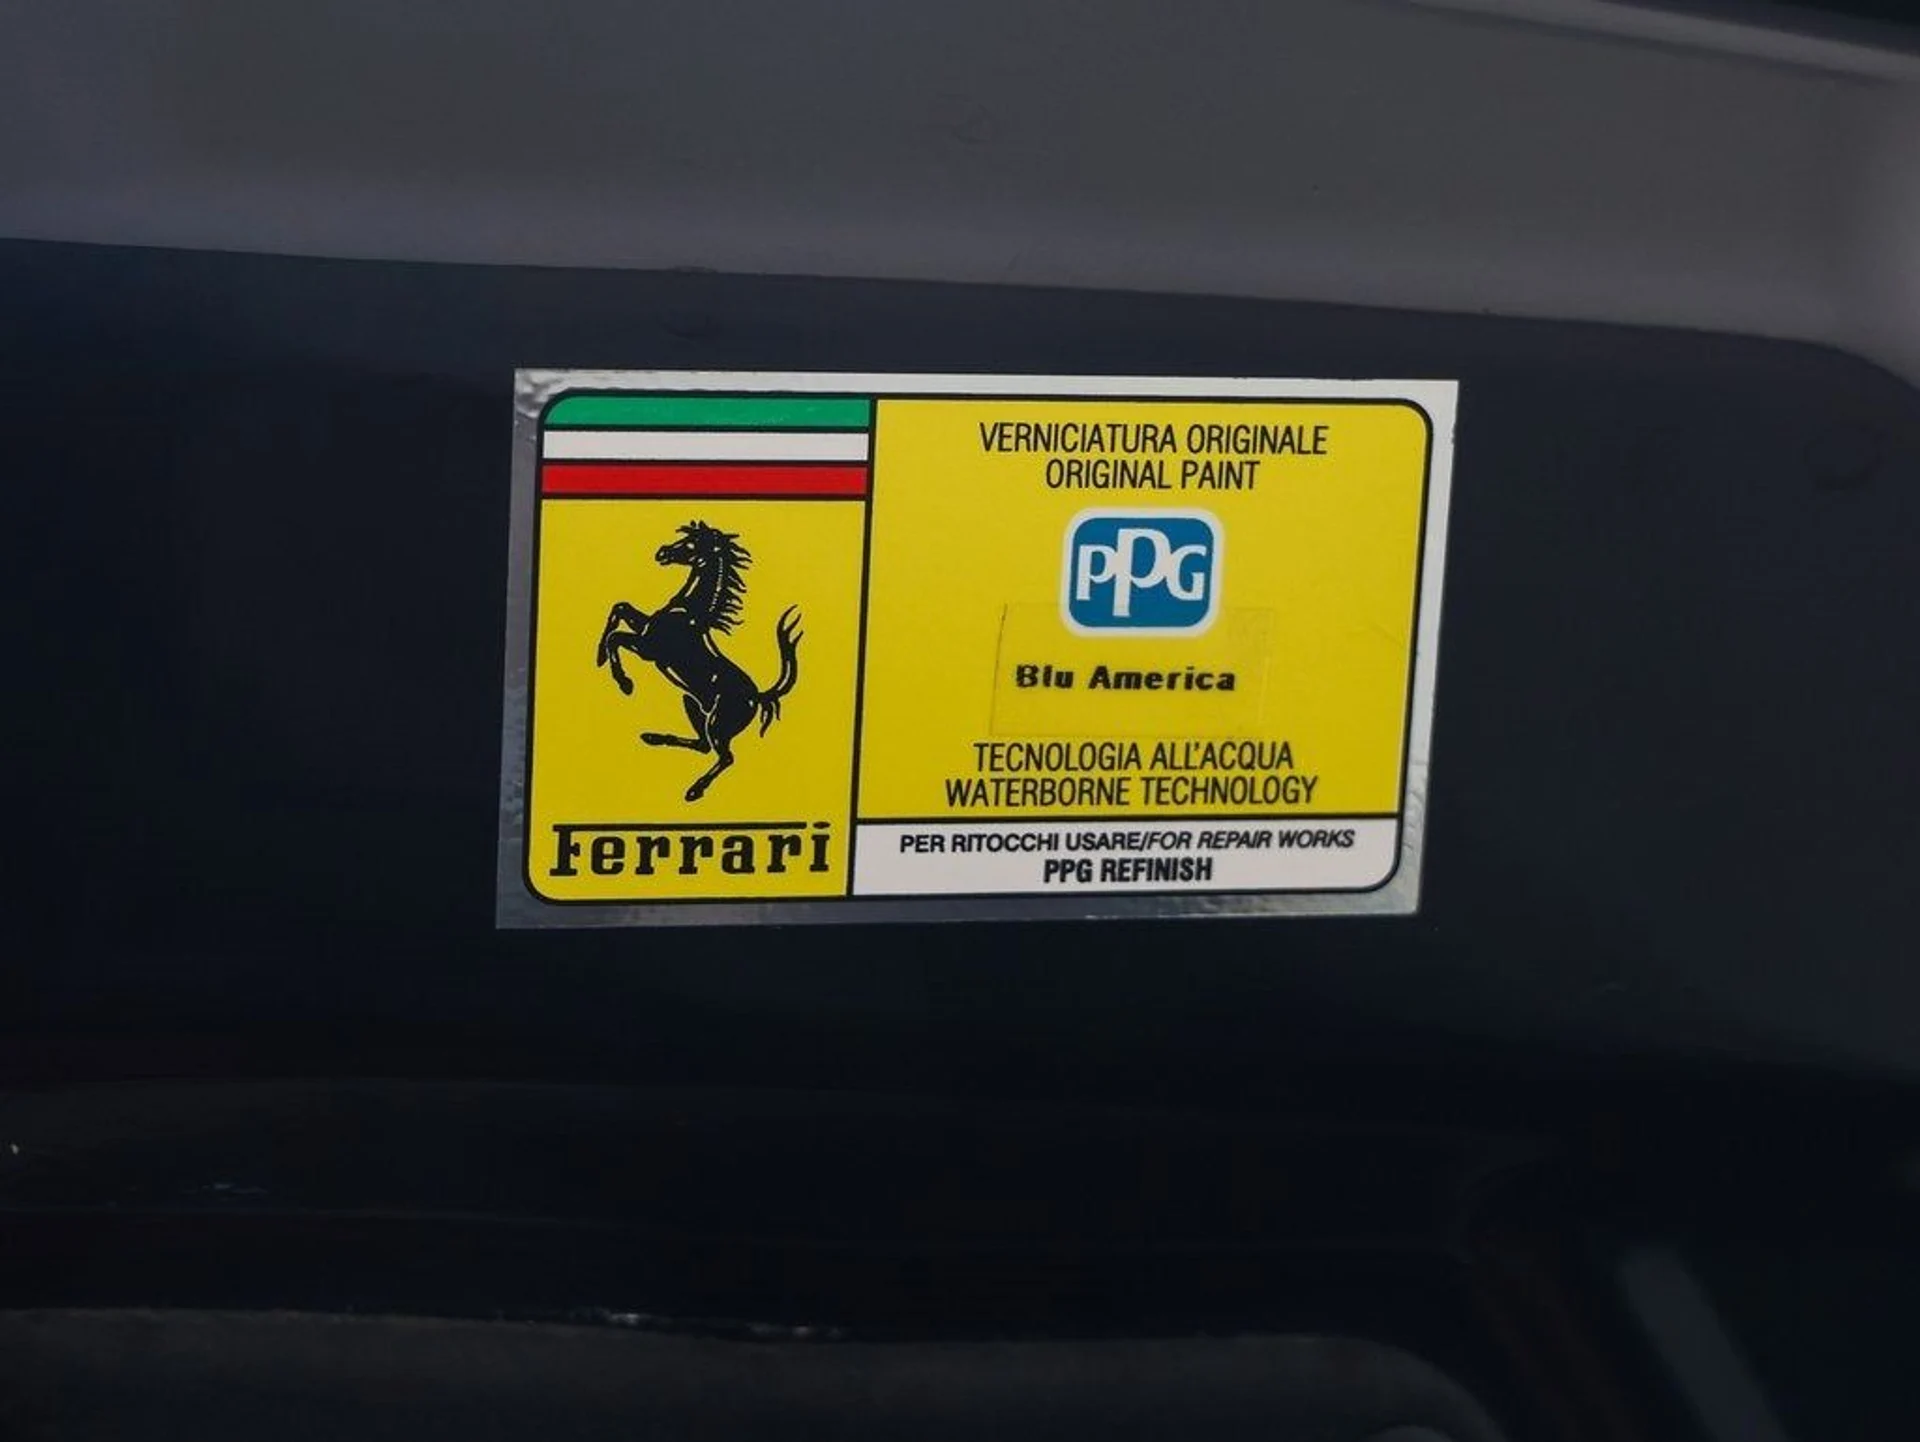 Ferrari
VERNICIATURA ORIGINALE
ORIGINAL PAINT
PPG
Blu America
TECNOLOGIA ALL'ACQUA
WATERBORNE TECHNOLOGY
PER RITOCCHI USARE/FOR REPAIR WORKS
PPG REFINISH